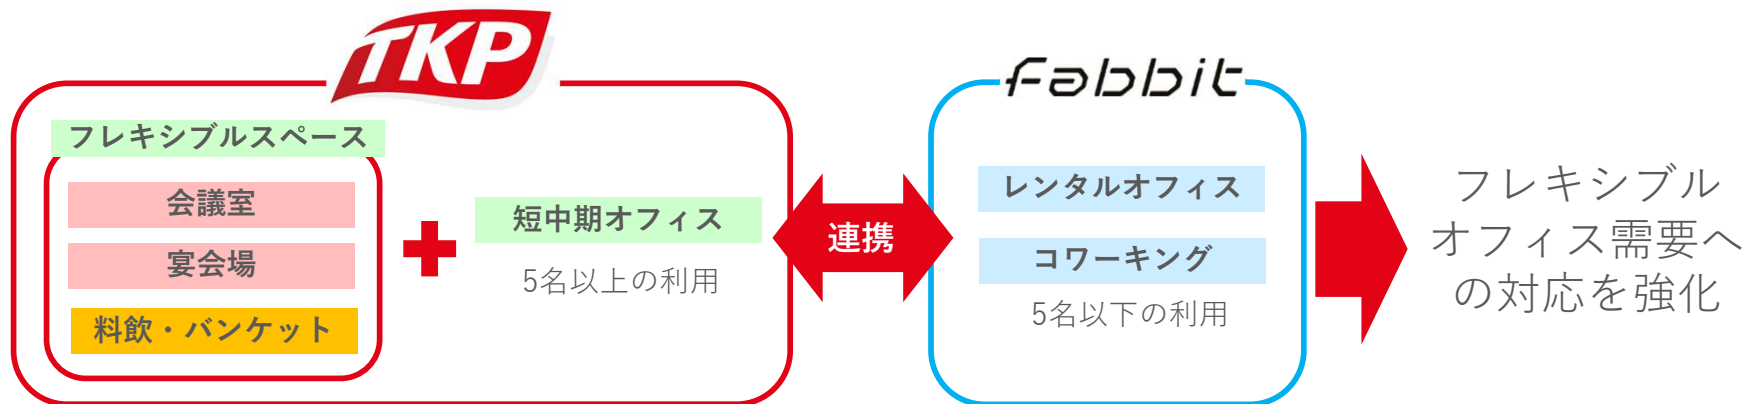 TKP
フレキシブルスペース
会議室
宴会場
料飲・バンケット
短中期オフィス
5名以上の利用
連携
fabbit
レンタルオフィス
コワーキング
5名以下の利用
フレキシブル
オフィス需要へ
の対応を強化